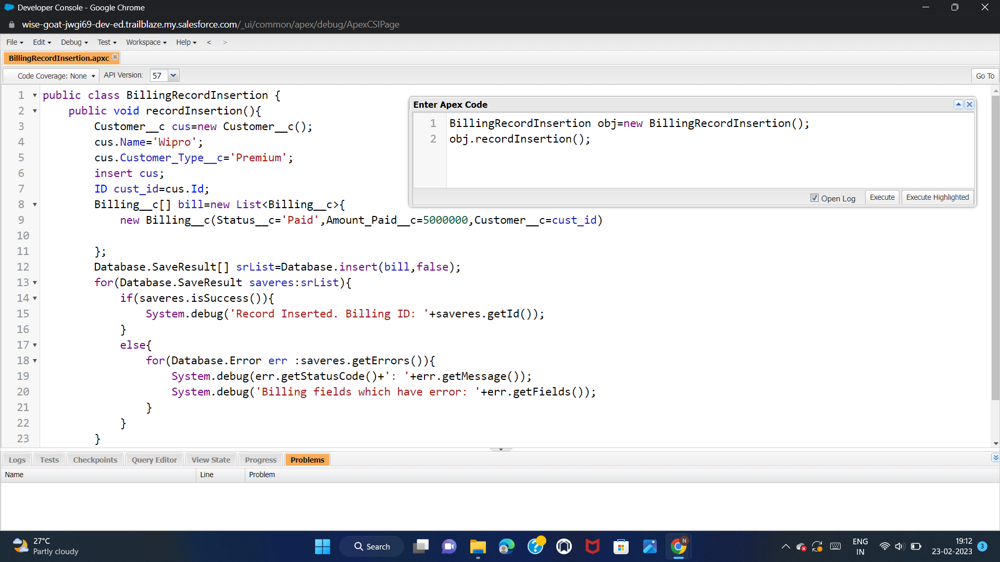 Developer Console - Google Chrome
wise-goat-jwgi69-dev-ed.trailblaze.my.salesforce.com/_ui/common/apex/debug/ApexCSIPage
File Edit Debug Test Workspace Help < >
BillingRecordInsertion.apxc
Code Coverage: None API Version: 57 Go To
1 public class BillingRecordInsertion {
2 public void recordInsertion(){
3 Customer__c cus=new Customer__c();
4 cus.Name='Wipro';
5 cus.Customer_Type__c='Premium';
6 insert cus;
7 ID cust_id=cus.Id;
8 Billing__c[] bill=new List<Billing__c>{
9 new Billing__c(Status__c='Paid',Amount_Paid__c=5000000,Customer__c=cust_id)
10
11 };
12 Database.SaveResult[] srList=Database.insert(bill,false);
13 for(Database.SaveResult saveres:srList){
14 if(saveres.isSuccess()){
15 System.debug('Record Inserted. Billing ID: '+saveres.getId());
16 }
17 else{
18 for(Database.Error err :saveres.getErrors()){
19 System.debug(err.getStatusCode()+': '+err.getMessage());
20 System.debug('Billing fields which have error: '+err.getFields());
21 }
22 }
23 }
Enter Apex Code
1 BillingRecordInsertion obj=new BillingRecordInsertion();
2 obj.recordInsertion();
Open Log Execute Execute Highlighted
Logs Tests Checkpoints Query Editor View State Progress Problems
Name Line Problem
27°C
Partly cloudy
Search
N
ENG
IN
19:12
23-02-2023
3